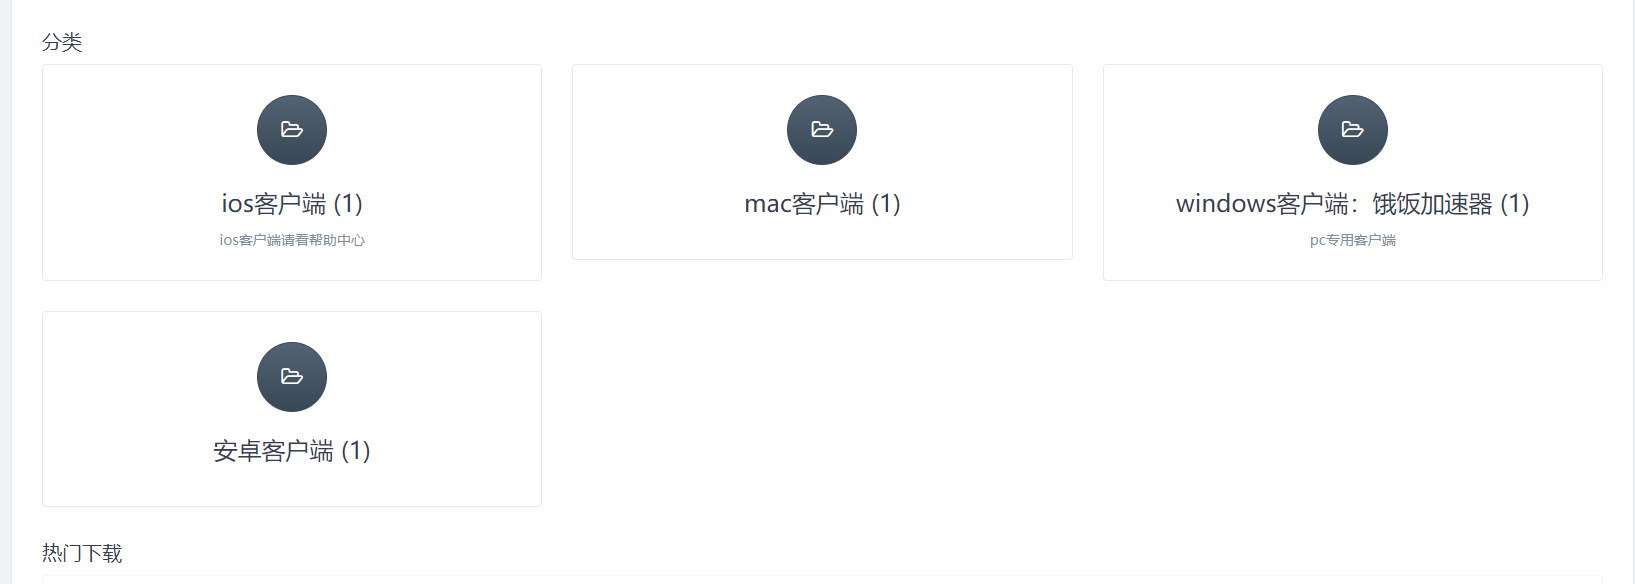 分类
ios客户端 (1)
ios客户端请看帮助中心
mac客户端 (1)
windows客户端：饿饭加速器 (1)
pc专用客户端
安卓客户端 (1)
热门下载